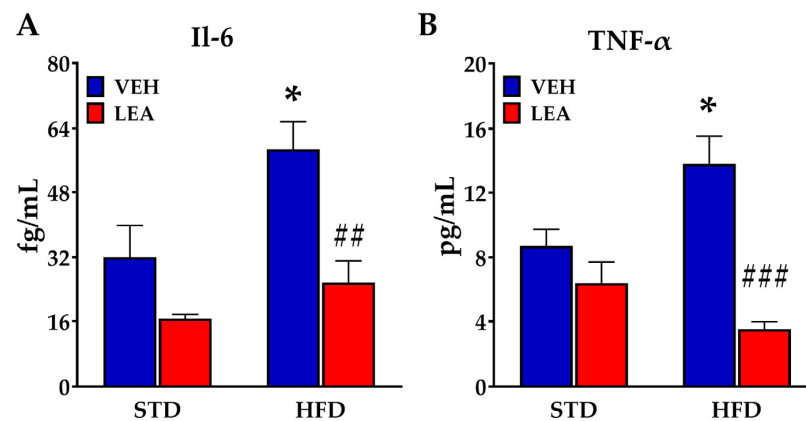 A
Il-6
80
64
48
32
16
0
fg/mL
VEH
LEA
*
##
STD
HFD
B
TNF-α
20
16
12
8
4
0
pg/mL
VEH
LEA
*
###
STD
HFD